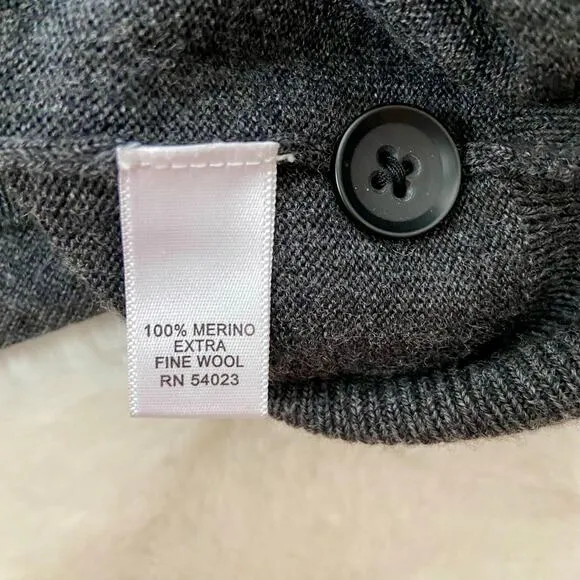 100% MERINO
EXTRA
FINE WOOL
RN 54023